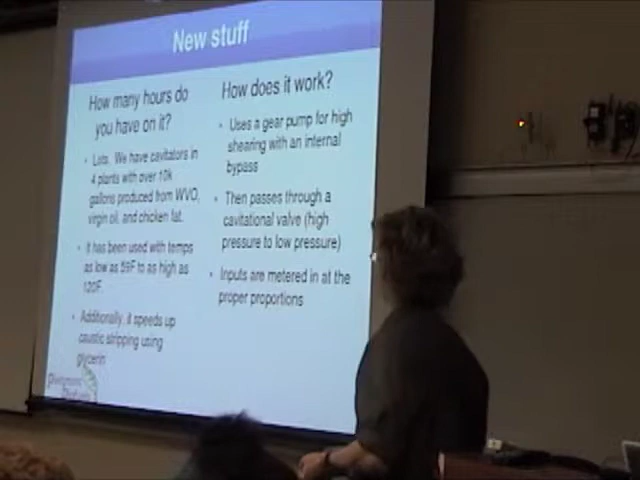 New stuff
How many hours do
you have on it?
• Lots. We have cavitators in
4 plants with over 10k
gallons produced from WVO,
virgin oil, and chicken fat.
• It has been used with temps
as low as 59F to as high as
120F
• Additionally, it speeds up
caustic stripping using
glycerin
How does it work?
• Uses a gear pump for high
shearing with an internal
bypass
• Then passes through a
cavitational valve (high
pressure to low pressure)
• Inputs are metered in at the
proper proportions
Piedmont